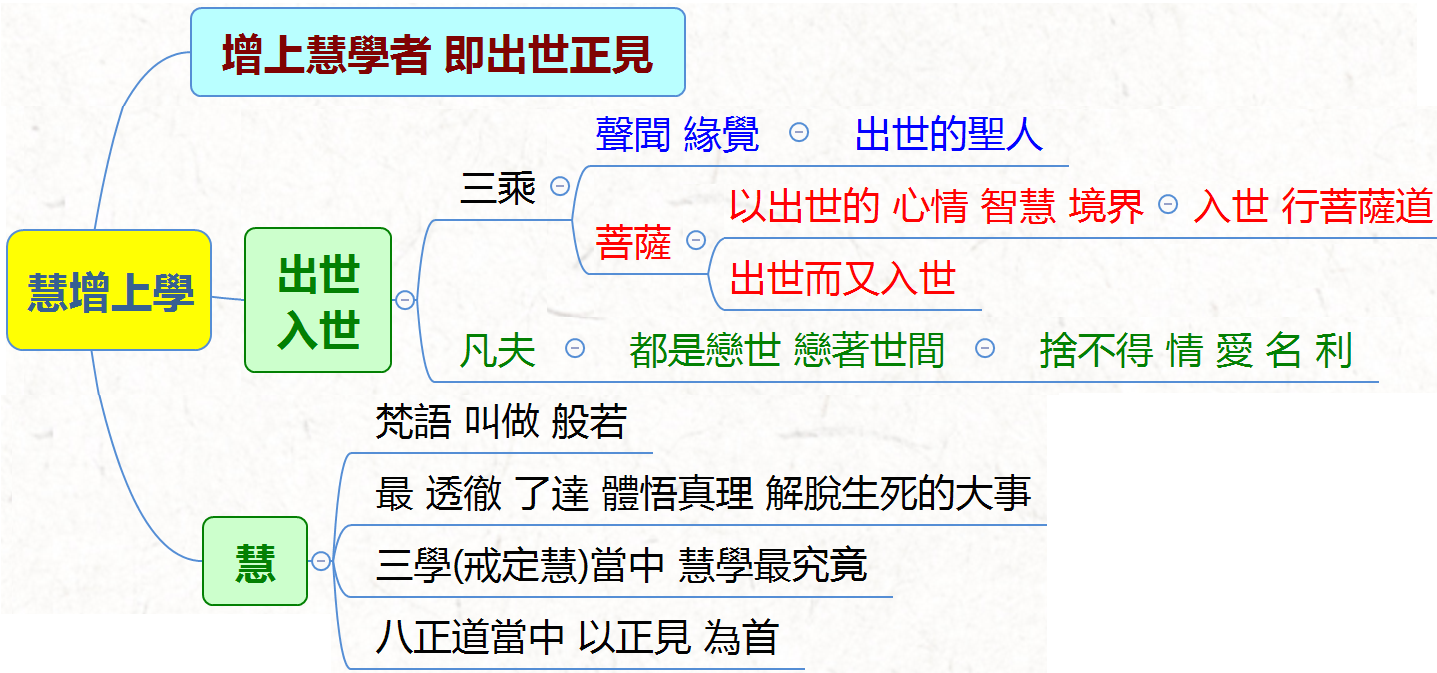 增上慧學者 即出世正見
慧增上學
出世
入世
三乘
聲聞 緣覺
出世的聖人
菩薩
以出世的 心情 智慧 境界
入世 行菩薩道
出世而又入世
凡夫
都是戀世 戀著世間
捨不得 情 愛 名 利
慧
梵語 叫做 般若
最 透徹 了達 體悟真理 解脫生死的大事
三學(戒定慧)當中 慧學最究竟
八正道當中 以正見 為首